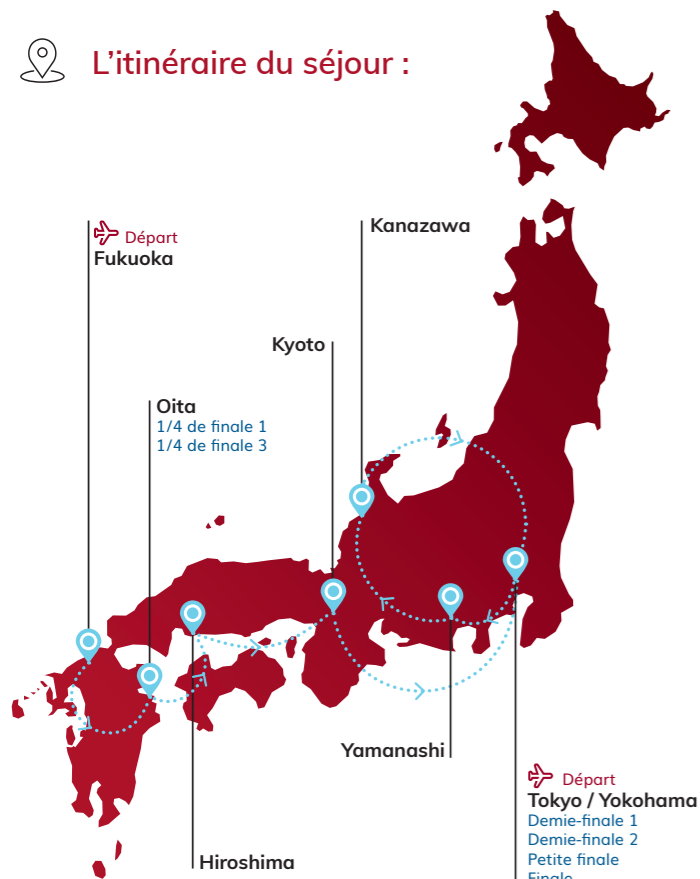 L'itinéraire du séjour :
Kanazawa
Départ
Fukuoka
Kyoto
Oita
1/4 de finale 1
1/4 de finale 3
Yamanashi
Départ
Tokyo / Yokohama
Demie-finale 1
Demie-finale 2
Petite finale
Finale
Hiroshima